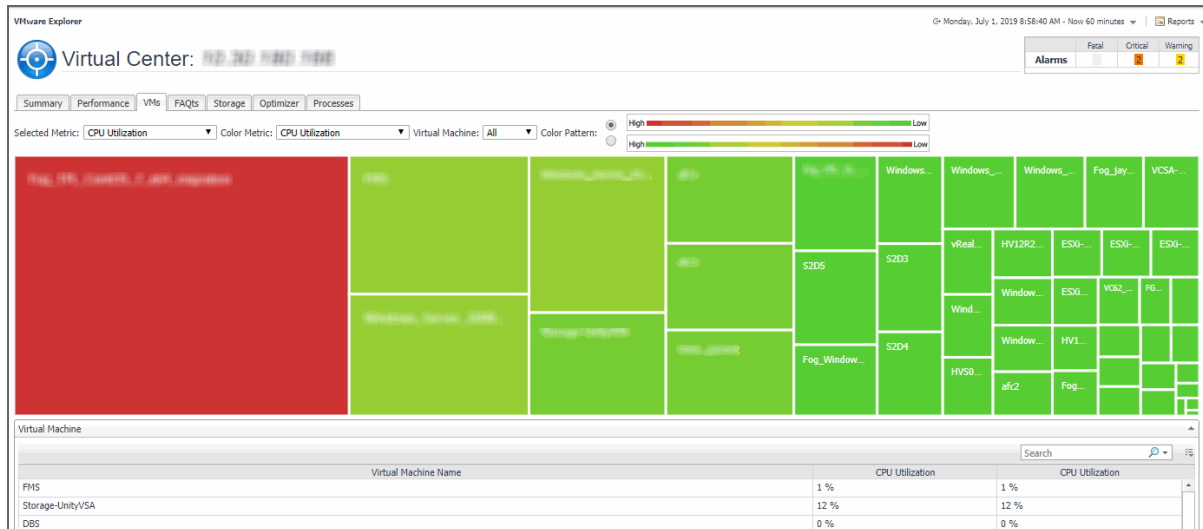 VMware Explorer
Monday, July 1, 2019 8:58:40 AM - Now 60 minutes
Reports
Virtual Center:
Fatal Critical Warning
Alarms 2 2
Summary Performance VMs FAQts Storage Optimizer Processes
Selected Metric: CPU Utilization Color Metric: CPU Utilization Virtual Machine: All Color Pattern:
High Low
High Low
Windows... Windows_... Windows_... Fog_jay... VCSA-...
vReal... HV12R2... ESXi-... ESXi-... ESXi-...
S2D5 S2D3
Window... ESXi... VC62_... FG...
Wind...
Window... HV1...
Fog_Window... S2D4
HVS0... afc2 Fog...
Virtual Machine
Search
Virtual Machine Name CPU Utilization CPU Utilization
FMS 1 % 1 %
Storage-UnityVSA 12 % 12 %
DBS 0 % 0 %